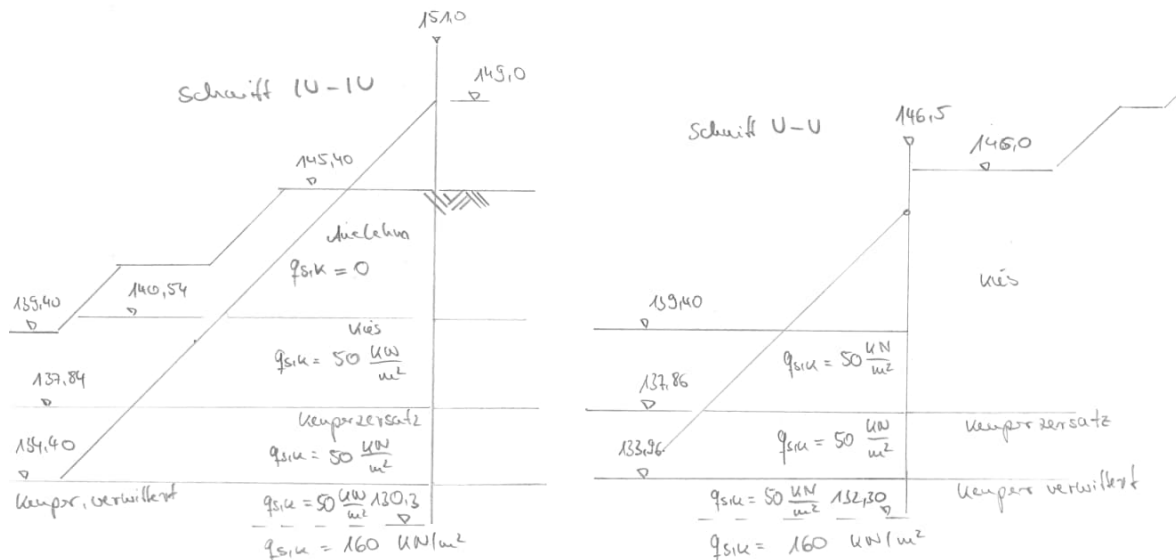 151,0
149,0
Schnitt IV-IV
145,40
Auelehm
qs,k = 0
139,40
140,54
Kies
qs,k = 50 KN/m²
137,84
Keuperzersatz
134,40
qs,k = 50 KN/m²
Keuper, verwittert
qs,k = 50 KN/m² 130,3
qs,k = 160 KN/m²
Schnitt V-V
146,5
146,0
Kies
139,40
qs,k = 50 KN/m²
137,86
Keuperzersatz
qs,k = 50 KN/m²
133,96
Keuper verwittert
qs,k = 50 KN/m² 132,30
qs,k = 160 KN/m²